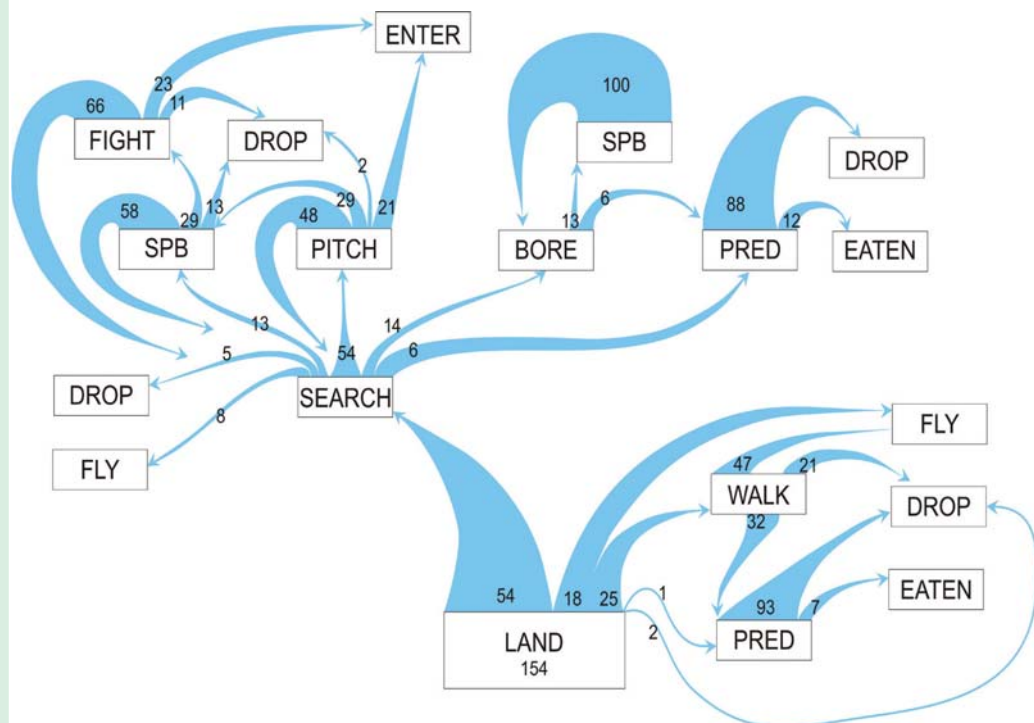 ENTER
23
66
11
100
FIGHT
DROP
SPB
DROP
2
58
29
13
29
48
21
13
6
88
12
SPB
PITCH
BORE
PRED
EATEN
13
54
14
6
5
DROP
SEARCH
8
FLY
FLY
47
21
WALK
DROP
32
54
18
25
1
93
7
EATEN
2
LAND
PRED
154